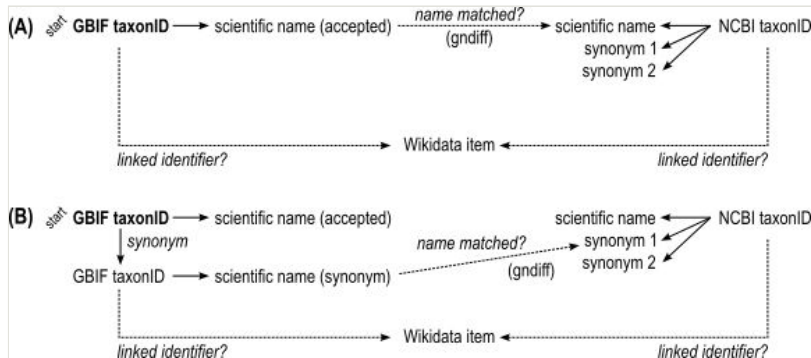 name matched?
(A) start GBIF taxonID scientific name (accepted) scientific name NCBI taxonID
(gndiff) synonym 1
synonym 2
Wikidata item
linked identifier? linked identifier?
(B) start GBIF taxonID scientific name (accepted) scientific name NCBI taxonID
synonym name matched? synonym 1
GBIF taxonID scientific name (synonym) (gndiff) synonym 2
Wikidata item
linked identifier? linked identifier?